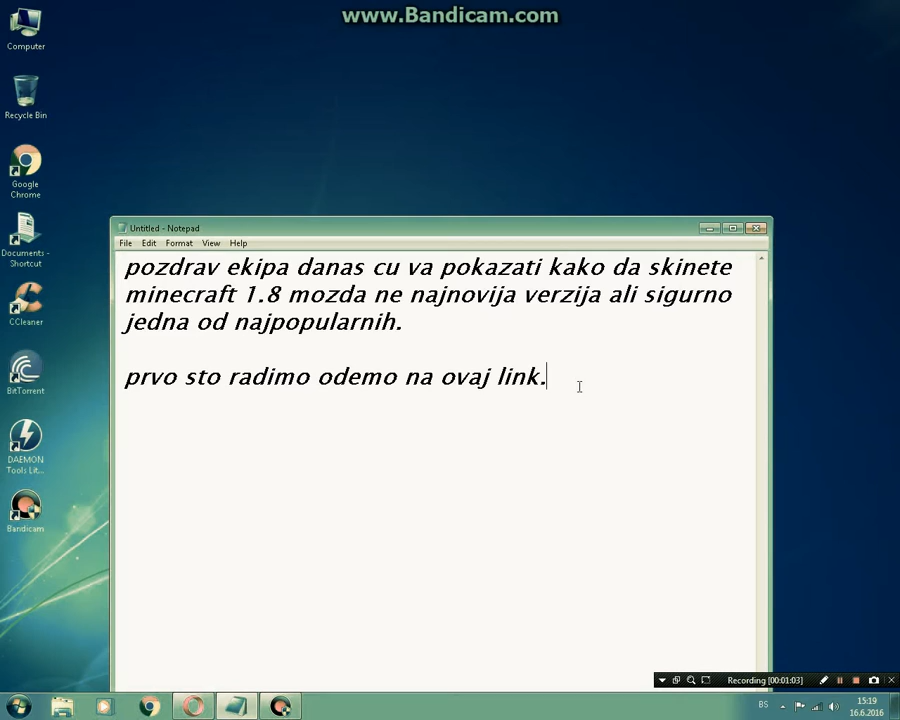 www.Bandicam.com
Computer
Recycle Bin
Google
Chrome
Documents -
Shortcut
CCleaner
BitTorrent
DAEMON
Tools Lit...
Bandicam
Untitled - Notepad
File Edit Format View Help
pozdrav ekipa danas cu va pokazati kako da skinete
minecraft 1.8 mozda ne najnovija verzija ali sigurno
jedna od najpopularnih.
prvo sto radimo odemo na ovaj link.
Recording [00:01:03]
BS
15:19
16.6.2016